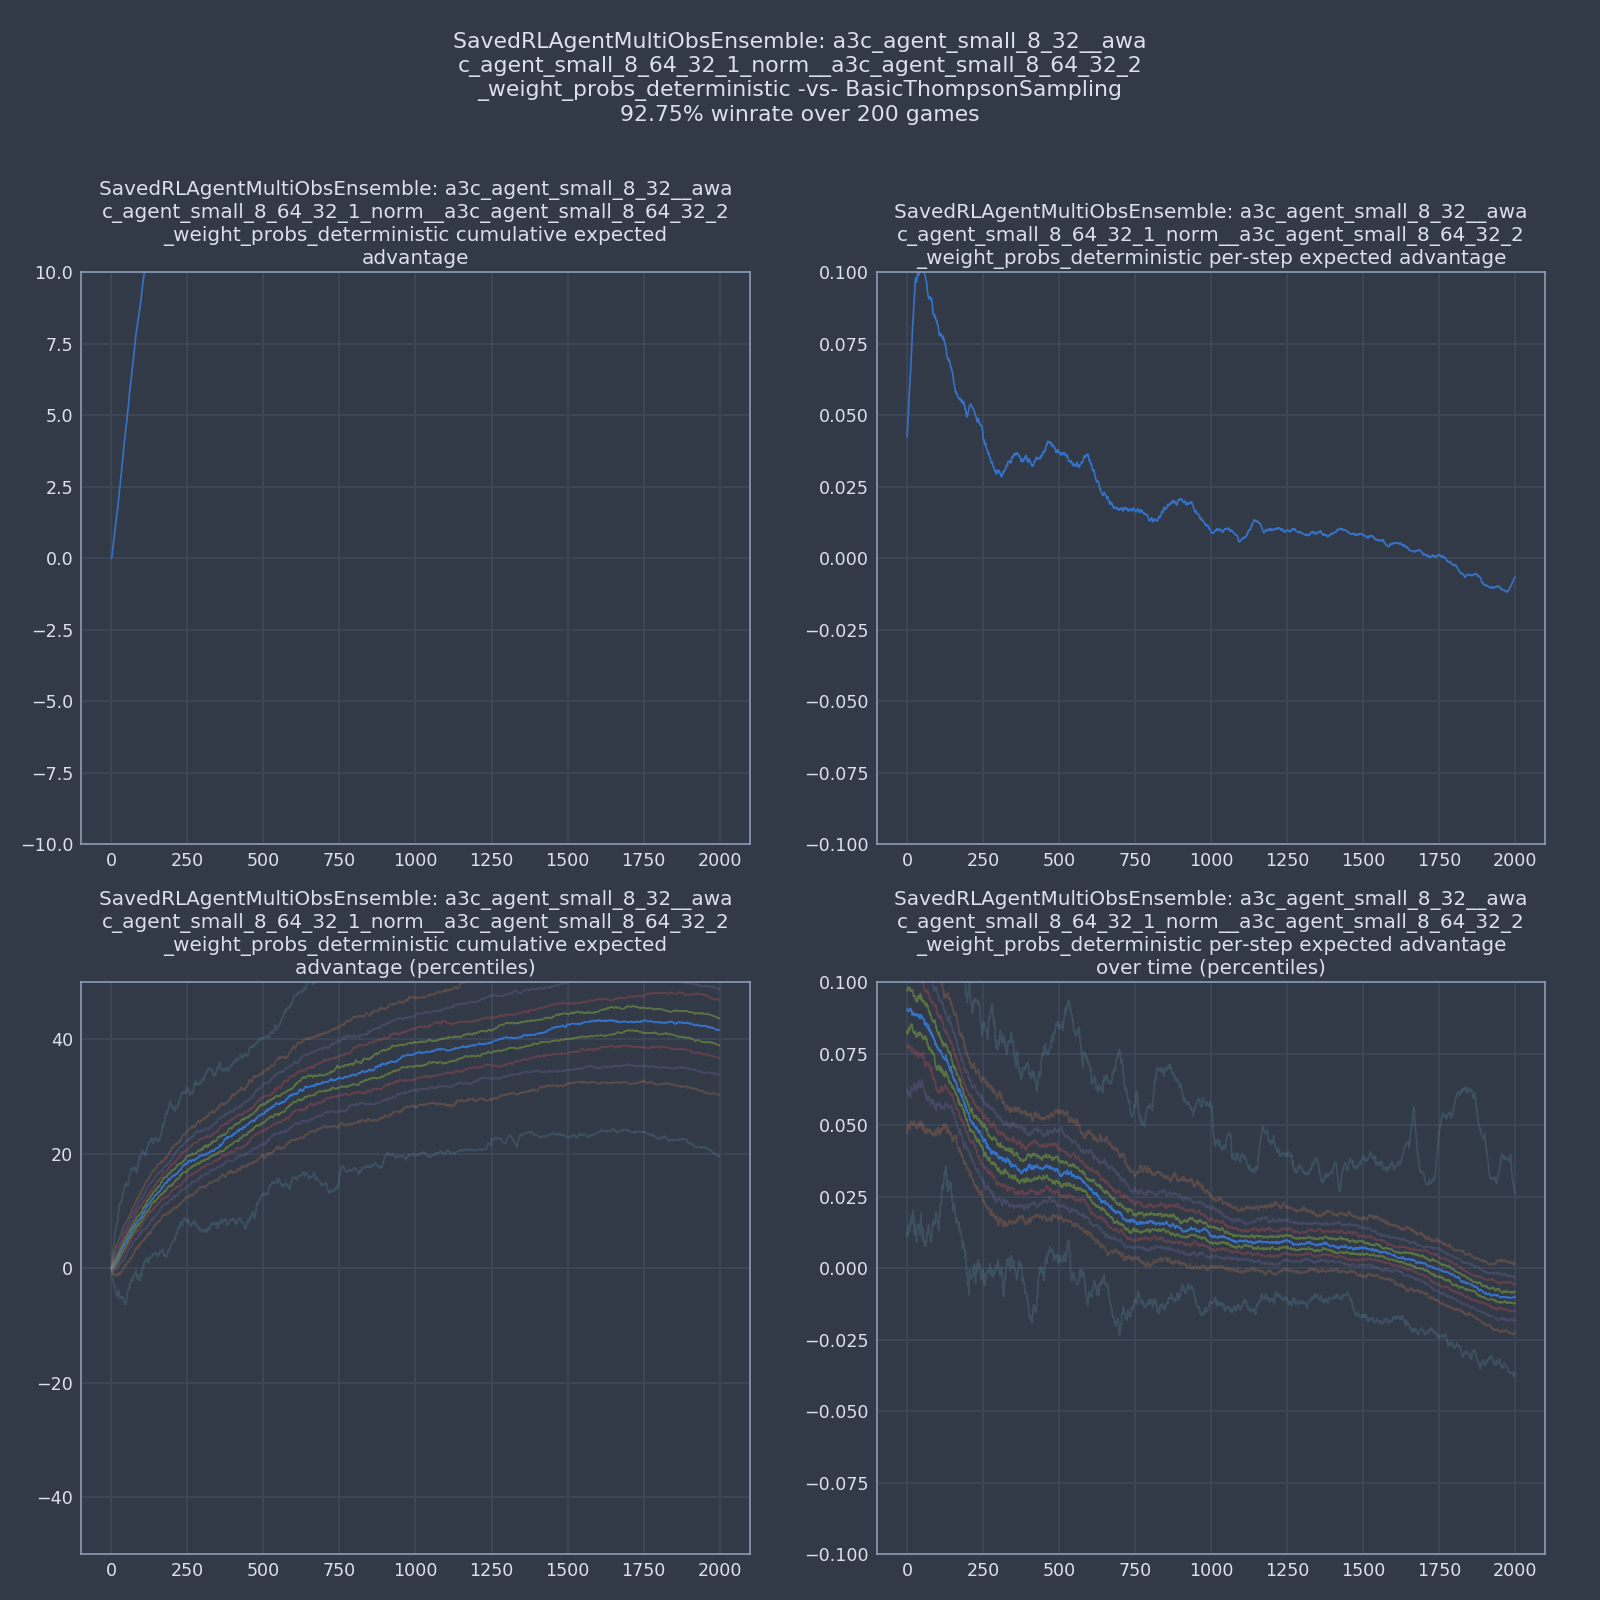 SavedRLAgentMultiObsEnsemble: a3c_agent_small_8_32__awa
c_agent_small_8_64_32_1_norm__a3c_agent_small_8_64_32_2
_weight_probs_deterministic -vs- BasicThompsonSampling
92.75% winrate over 200 games
SavedRLAgentMultiObsEnsemble: a3c_agent_small_8_32__awa
c_agent_small_8_64_32_1_norm__a3c_agent_small_8_64_32_2
_weight_probs_deterministic cumulative expected
advantage
10.0
7.5
5.0
2.5
0.0
−2.5
−5.0
−7.5
−10.0
0 250 500 750 1000 1250 1500 1750 2000
SavedRLAgentMultiObsEnsemble: a3c_agent_small_8_32__awa
c_agent_small_8_64_32_1_norm__a3c_agent_small_8_64_32_2
_weight_probs_deterministic per-step expected advantage
0.100
0.075
0.050
0.025
0.000
−0.025
−0.050
−0.075
−0.100
0 250 500 750 1000 1250 1500 1750 2000
SavedRLAgentMultiObsEnsemble: a3c_agent_small_8_32__awa
c_agent_small_8_64_32_1_norm__a3c_agent_small_8_64_32_2
_weight_probs_deterministic cumulative expected
advantage (percentiles)
40
20
0
−20
−40
0 250 500 750 1000 1250 1500 1750 2000
SavedRLAgentMultiObsEnsemble: a3c_agent_small_8_32__awa
c_agent_small_8_64_32_1_norm__a3c_agent_small_8_64_32_2
_weight_probs_deterministic per-step expected advantage
over time (percentiles)
0.100
0.075
0.050
0.025
0.000
−0.025
−0.050
−0.075
−0.100
0 250 500 750 1000 1250 1500 1750 2000